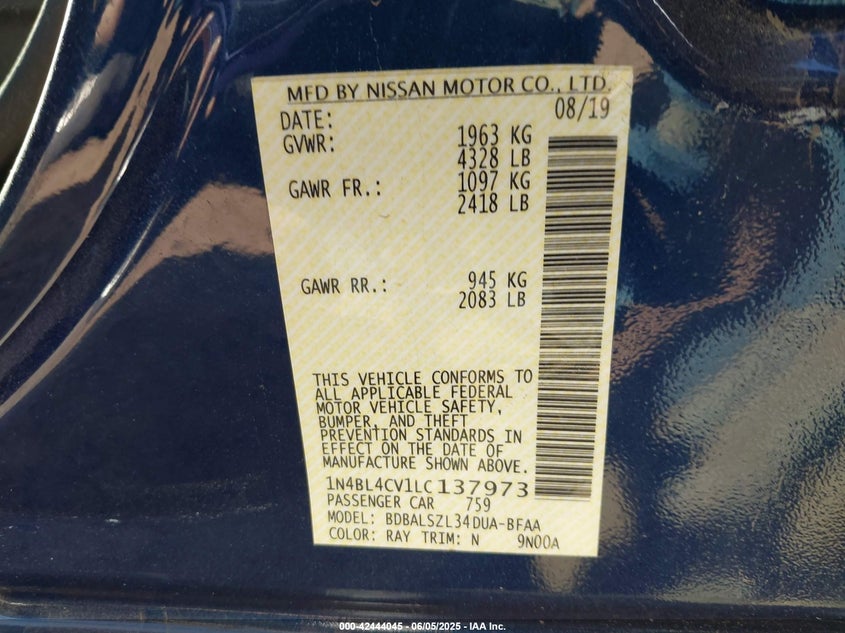 MFD BY NISSAN MOTOR CO., LTD.
DATE: 08/19
GVWR: 1963 KG
4328 LB
GAWR FR.: 1097 KG
2418 LB
GAWR RR.: 945 KG
2083 LB
THIS VEHICLE CONFORMS TO
ALL APPLICABLE FEDERAL
MOTOR VEHICLE SAFETY,
BUMPER, AND THEFT
PREVENTION STANDARDS IN
EFFECT ON THE DATE OF
MANUFACTURE SHOWN ABOVE.
1N4BL4CV1LC137973
PASSENGER CAR 759
MODEL: BDBALSZL34DUA-BFAA
COLOR: RAY TRIM: N 9N00A
000-42444045 - 06/05/2025 - IAA Inc.